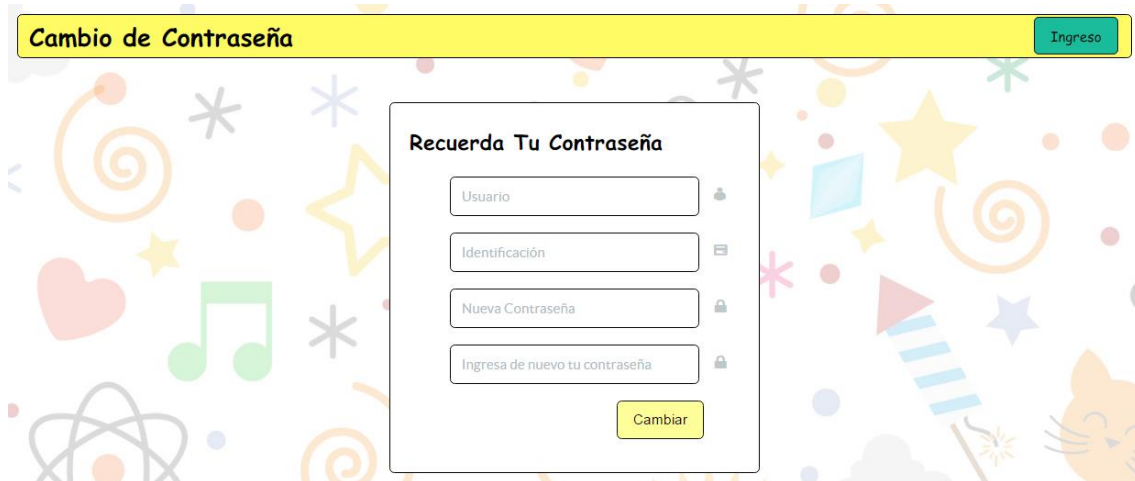 Cambio de Contraseña
Ingreso
Recuerda Tu Contraseña
Usuario
Identificación
Nueva Contraseña
Ingresa de nuevo tu contraseña
Cambiar